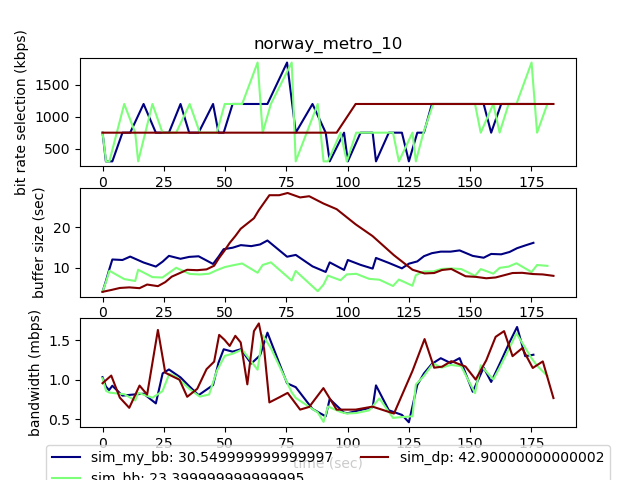 norway_metro_10
bit rate selection (kbps)
1500
1000
500
0 25 50 75 100 125 150 175
buffer size (sec)
20
10
0 25 50 75 100 125 150 175
bandwidth (mbps)
1.5
1.0
0.5
0 25 50 75 100 125 150 175
time (sec)
sim_my_bb: 30.549999999999997
sim_dp: 42.90000000000002
sim_bb: 23.399999999999995